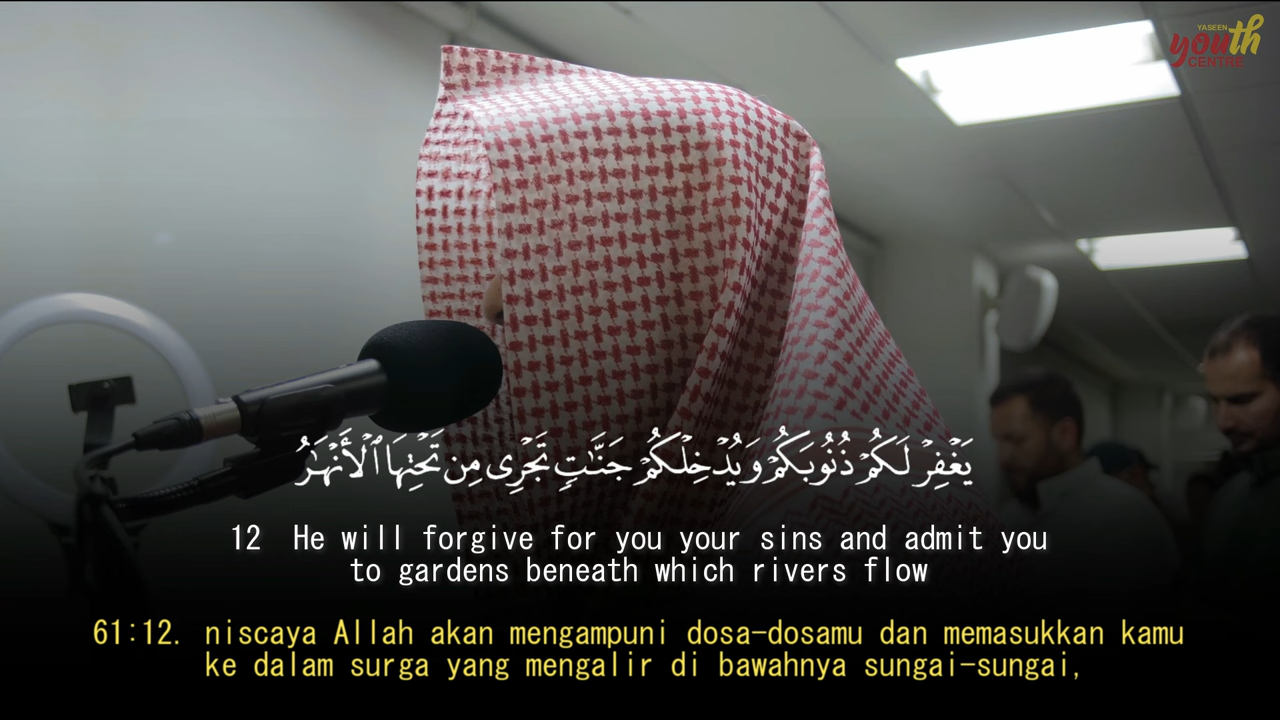 YASEEN
youth
CENTRE
يَغْفِرْ لَكُمْ ذُنُوبَكُمْ وَيُدْخِلْكُمْ جَنَّٰتٍ تَجْرِى مِن تَحْتِهَا ٱلْأَنْهَٰرُ
12 He will forgive for you your sins and admit you
to gardens beneath which rivers flow
61:12. niscaya Allah akan mengampuni dosa-dosamu dan memasukkan kamu
ke dalam surga yang mengalir di bawahnya sungai-sungai,